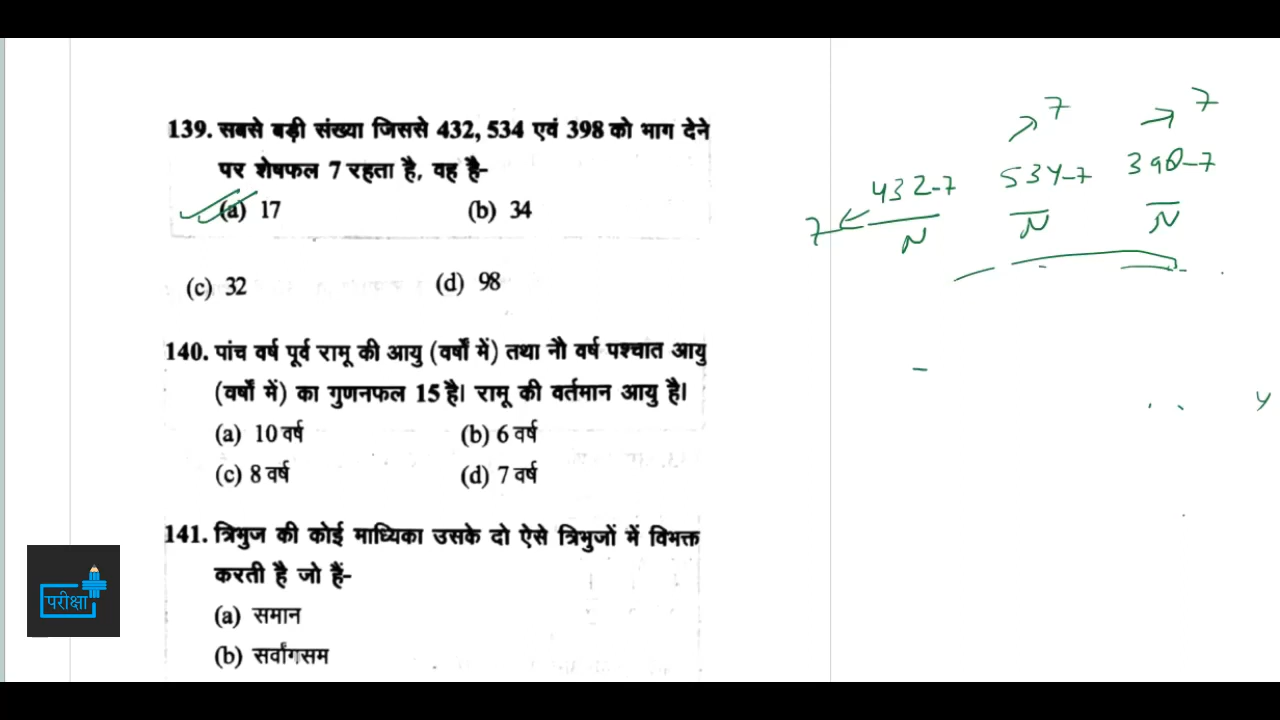 139. सबसे बड़ी संख्या जिससे 432, 534 एवं 398 को भाग देने
पर शेषफल 7 रहता है, वह है-
(a) 17 (b) 34
(c) 32 (d) 98
140. पांच वर्ष पूर्व रामू की आयु (वर्षों में) तथा नौ वर्ष पश्चात आयु
(वर्षों में) का गुणनफल 15 है। रामू की वर्तमान आयु है।
(a) 10 वर्ष (b) 6 वर्ष
(c) 8 वर्ष (d) 7 वर्ष
141. त्रिभुज की कोई माध्यिका उसके दो ऐसे त्रिभुजों में विभक्त
करती है जो हैं-
(a) समान
(b) सर्वांगसम
परीक्षा
7 7
432-7 534-7 398-7
7 N N N